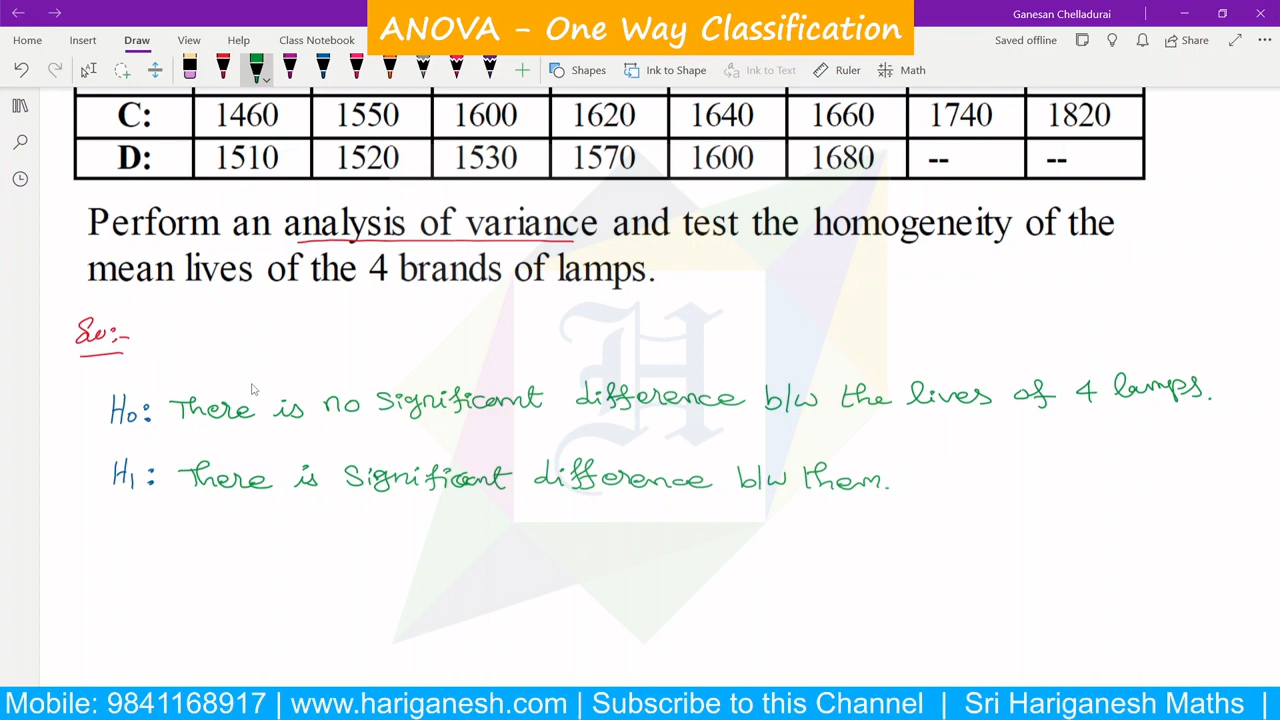 ANOVA - One Way Classification
Ganesan Chelladurai
Home Insert Draw View Help Class Notebook Saved offline Share
Shapes Ink to Shape Ink to Text Ruler Math
C: 1460 1550 1600 1620 1640 1660 1740 1820
D: 1510 1520 1530 1570 1600 1680 -- --
Perform an analysis of variance and test the homogeneity of the
mean lives of the 4 brands of lamps.
H0: There is no significant difference b/w the lives of 4 lamps.
H1: There is significant difference b/w them.
Mobile: 9841168917 | www.hariganesh.com | Subscribe to this Channel | Sri Hariganesh Maths |